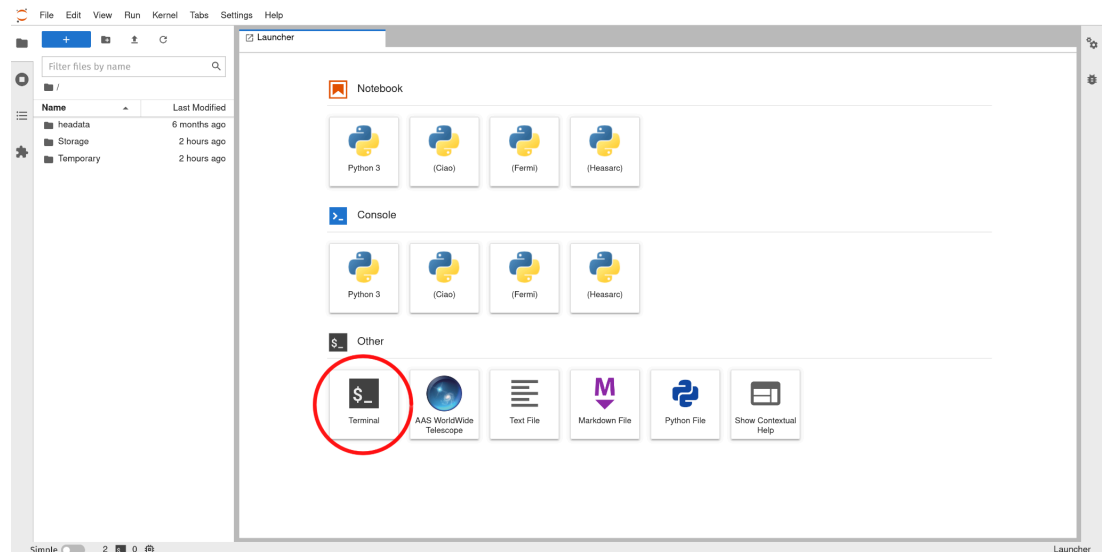 File Edit View Run Kernel Tabs Settings Help
+
Launcher
Filter files by name
/
Name Last Modified
headata 6 months ago
Storage 2 hours ago
Temporary 2 hours ago
Notebook
Python 3 (Ciao) (Fermi) (Heasarc)
>_ Console
Python 3 (Ciao) (Fermi) (Heasarc)
$_ Other
$_ M
Terminal AAS WorldWide Telescope Text File Markdown File Python File Show Contextual Help
Simple 2 $_ 0 Launcher